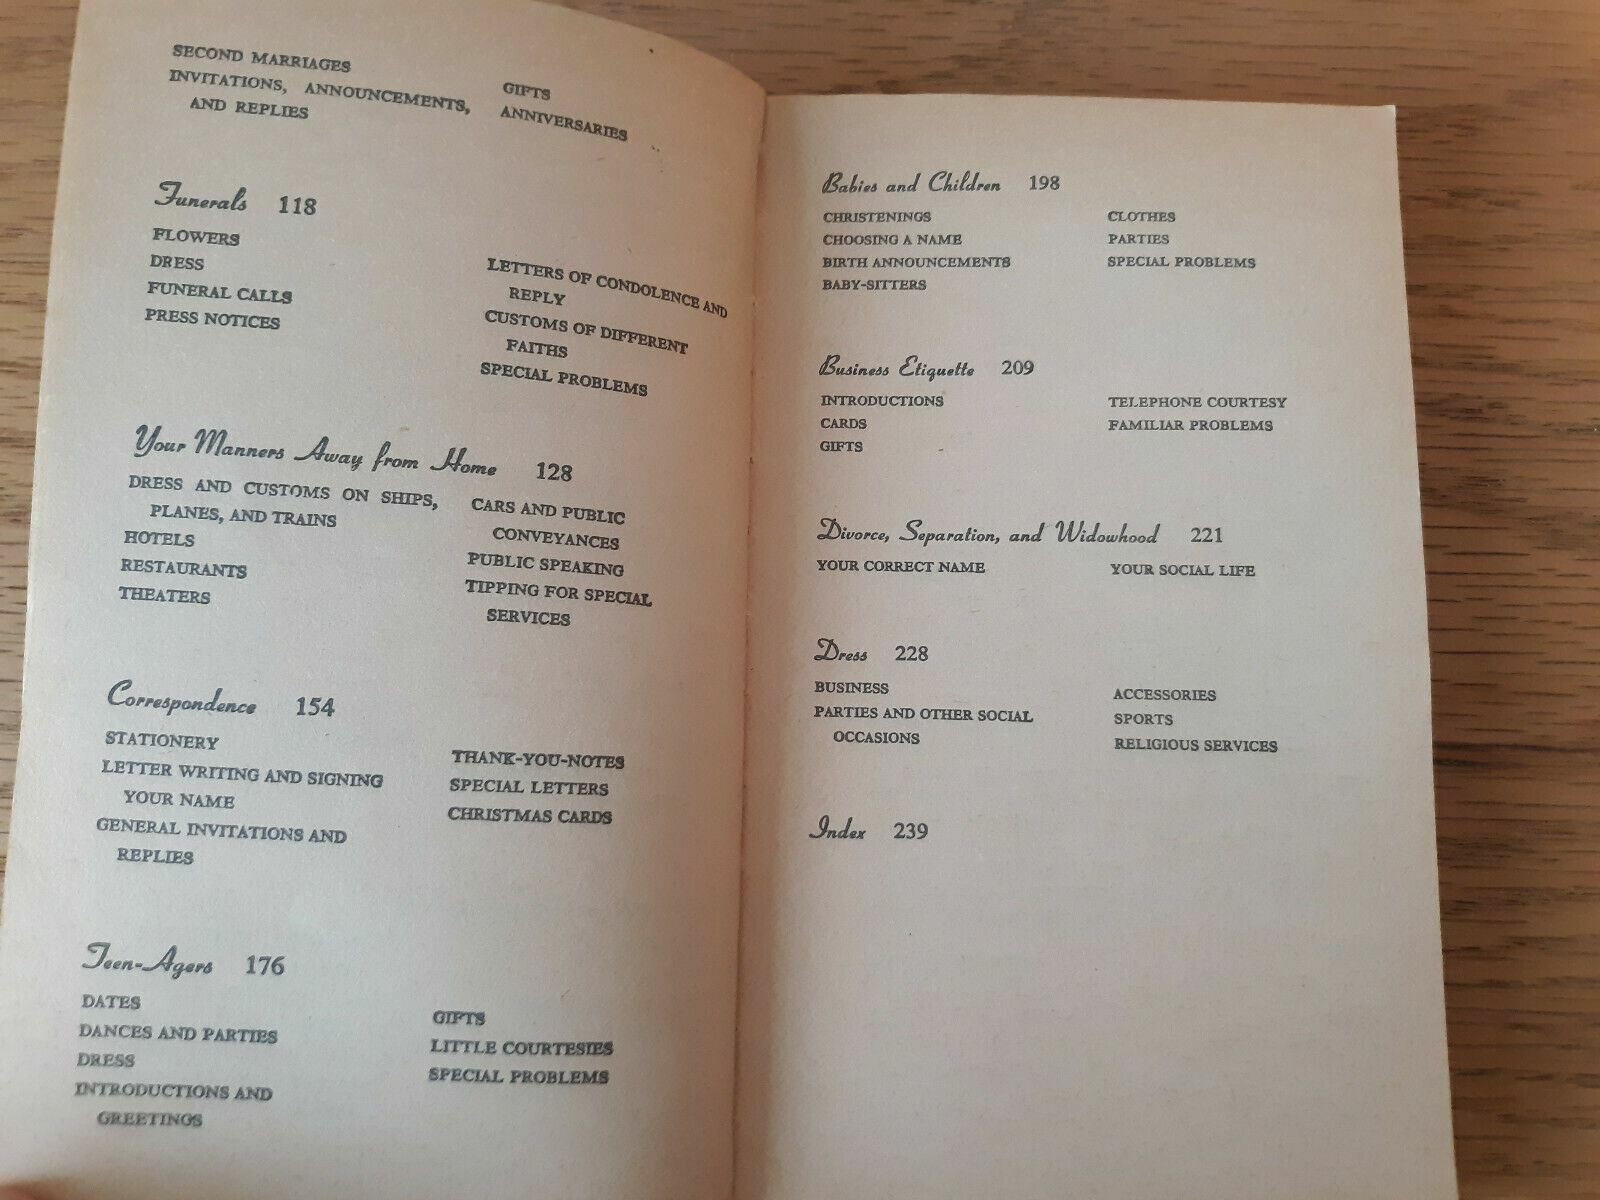 SECOND MARRIAGES
INVITATIONS, ANNOUNCEMENTS,
AND REPLIES
GIFTS
ANNIVERSARIES
Funerals 118
FLOWERS
DRESS
FUNERAL CALLS
PRESS NOTICES
LETTERS OF CONDOLENCE AND
REPLY
CUSTOMS OF DIFFERENT
FAITHS
SPECIAL PROBLEMS
Your Manners Away from Home 128
DRESS AND CUSTOMS ON SHIPS,
PLANES, AND TRAINS
HOTELS
RESTAURANTS
THEATERS
CARS AND PUBLIC
CONVEYANCES
PUBLIC SPEAKING
TIPPING FOR SPECIAL
SERVICES
Correspondence 154
STATIONERY
LETTER WRITING AND SIGNING
YOUR NAME
GENERAL INVITATIONS AND
REPLIES
THANK-YOU-NOTES
SPECIAL LETTERS
CHRISTMAS CARDS
Teen-Agers 176
DATES
DANCES AND PARTIES
DRESS
INTRODUCTIONS AND
GREETINGS
GIFTS
LITTLE COURTESIES
SPECIAL PROBLEMS
Babies and Children 198
CHRISTENINGS
CHOOSING A NAME
BIRTH ANNOUNCEMENTS
BABY-SITTERS
CLOTHES
PARTIES
SPECIAL PROBLEMS
Business Etiquette 209
INTRODUCTIONS
CARDS
GIFTS
TELEPHONE COURTESY
FAMILIAR PROBLEMS
Divorce, Separation, and Widowhood 221
YOUR CORRECT NAME
YOUR SOCIAL LIFE
Dress 228
BUSINESS
PARTIES AND OTHER SOCIAL
OCCASIONS
ACCESSORIES
SPORTS
RELIGIOUS SERVICES
Index 239